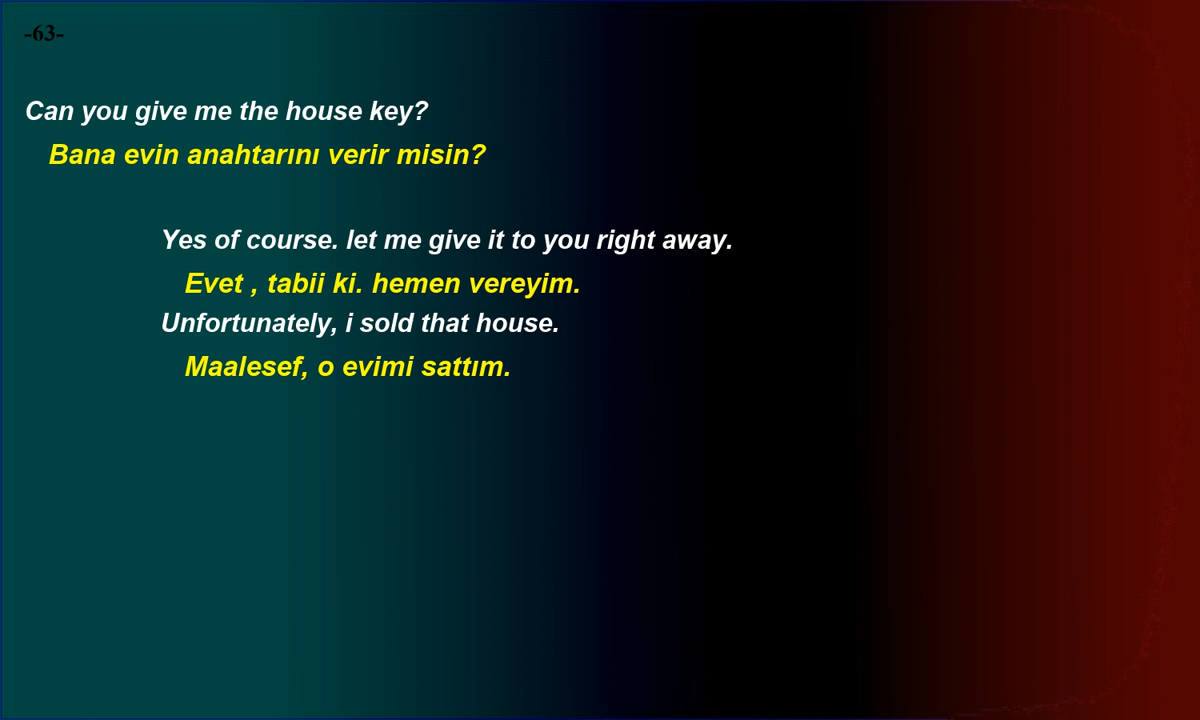 -63-
Can you give me the house key?
Bana evin anahtarını verir misin?
Yes of course. let me give it to you right away.
Evet , tabii ki. hemen vereyim.
Unfortunately, i sold that house.
Maalesef, o evimi sattım.